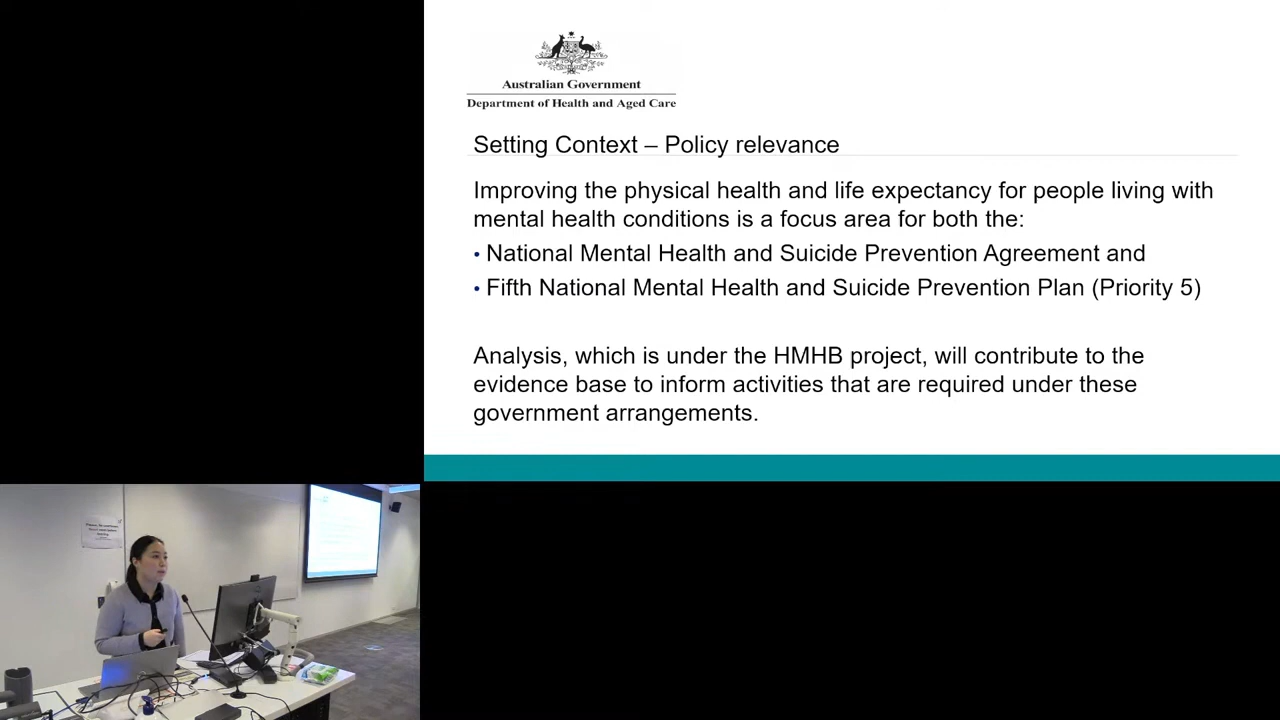 Australian Government
Department of Health and Aged Care
Setting Context – Policy relevance
Improving the physical health and life expectancy for people living with
mental health conditions is a focus area for both the:
• National Mental Health and Suicide Prevention Agreement and
• Fifth National Mental Health and Suicide Prevention Plan (Priority 5)
Analysis, which is under the HMHB project, will contribute to the
evidence base to inform activities that are required under these
government arrangements.